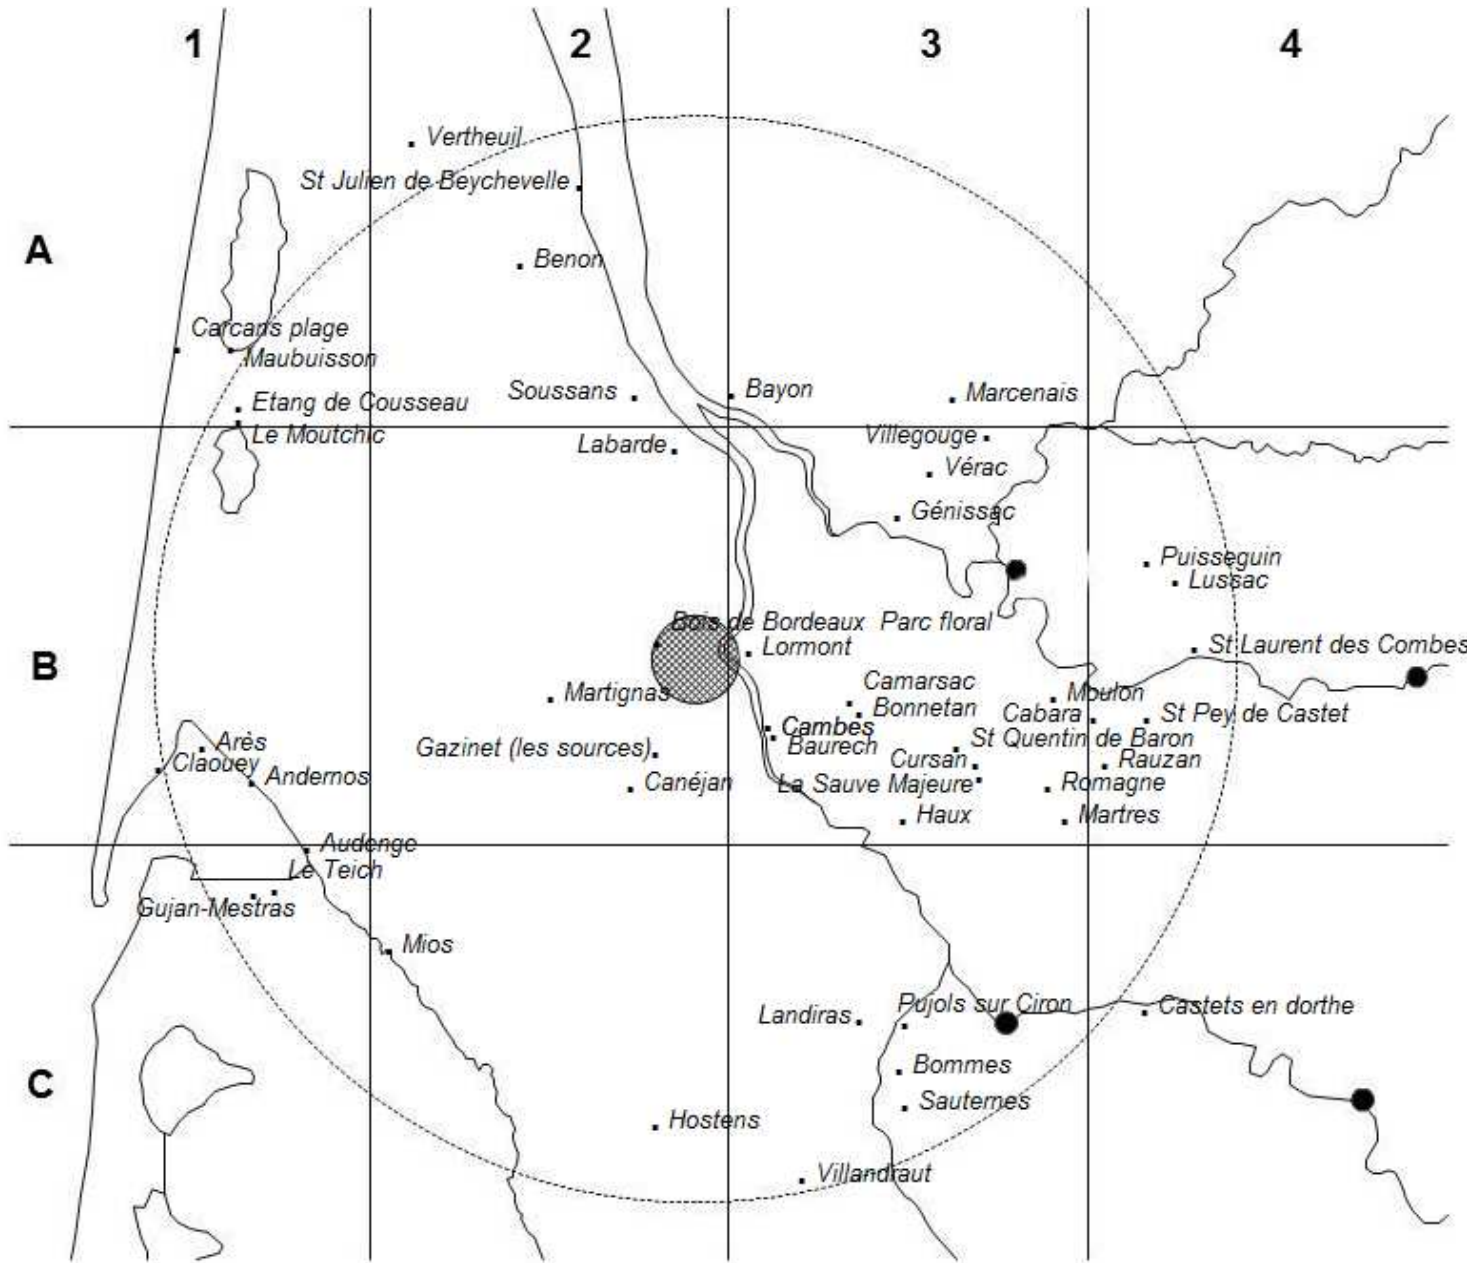 1
2
3
4
Vertheuil
St Julien de Beychevelle
A
Benon
Carcans plage
Maubuisson
Soussans
Bayon
Marcenais
Etang de Cousseau
Le Moutchic
Labarde
Villegouge
Vérac
Génissac
Puisseguin
Lussac
Bois de Bordeaux Parc floral
Lormont
St Laurent des Combes
B
Martignas
Camarsac
Bonnetan
Moulon
Cabara
St Pey de Castet
Cambes
Baurech
St Quentin de Baron
Arès
Claouey
Gazinet (les sources)
Cursan
Rauzan
Andernos
Canéjan
La Sauve Majeure
Romagne
Haux
Martres
Audenge
Le Teich
Gujan-Mestras
Mios
Landiras
Pujols sur Ciron
Castets en dorthe
C
Bommes
Sauternes
Hostens
Villandraut